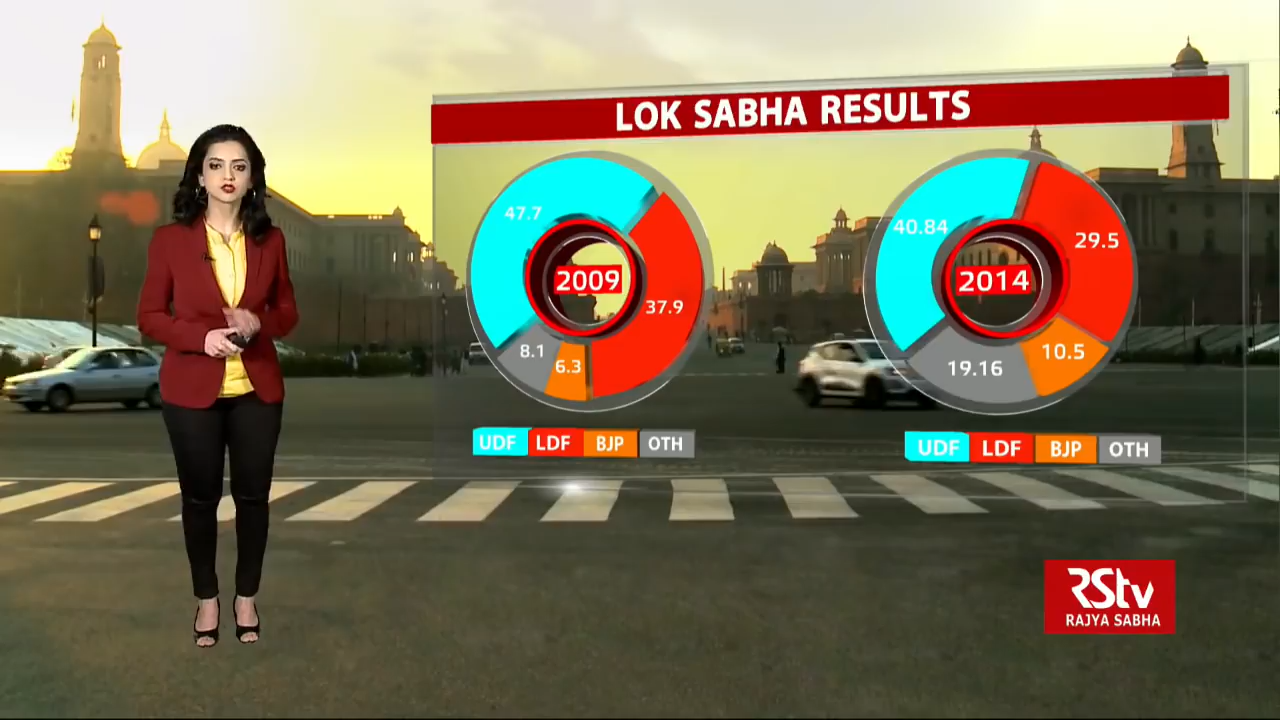 LOK SABHA RESULTS
47.7
2009
37.9
8.1
6.3
UDF LDF BJP OTH
40.84
29.5
2014
10.5
19.16
UDF LDF BJP OTH
RStv
RAJYA SABHA